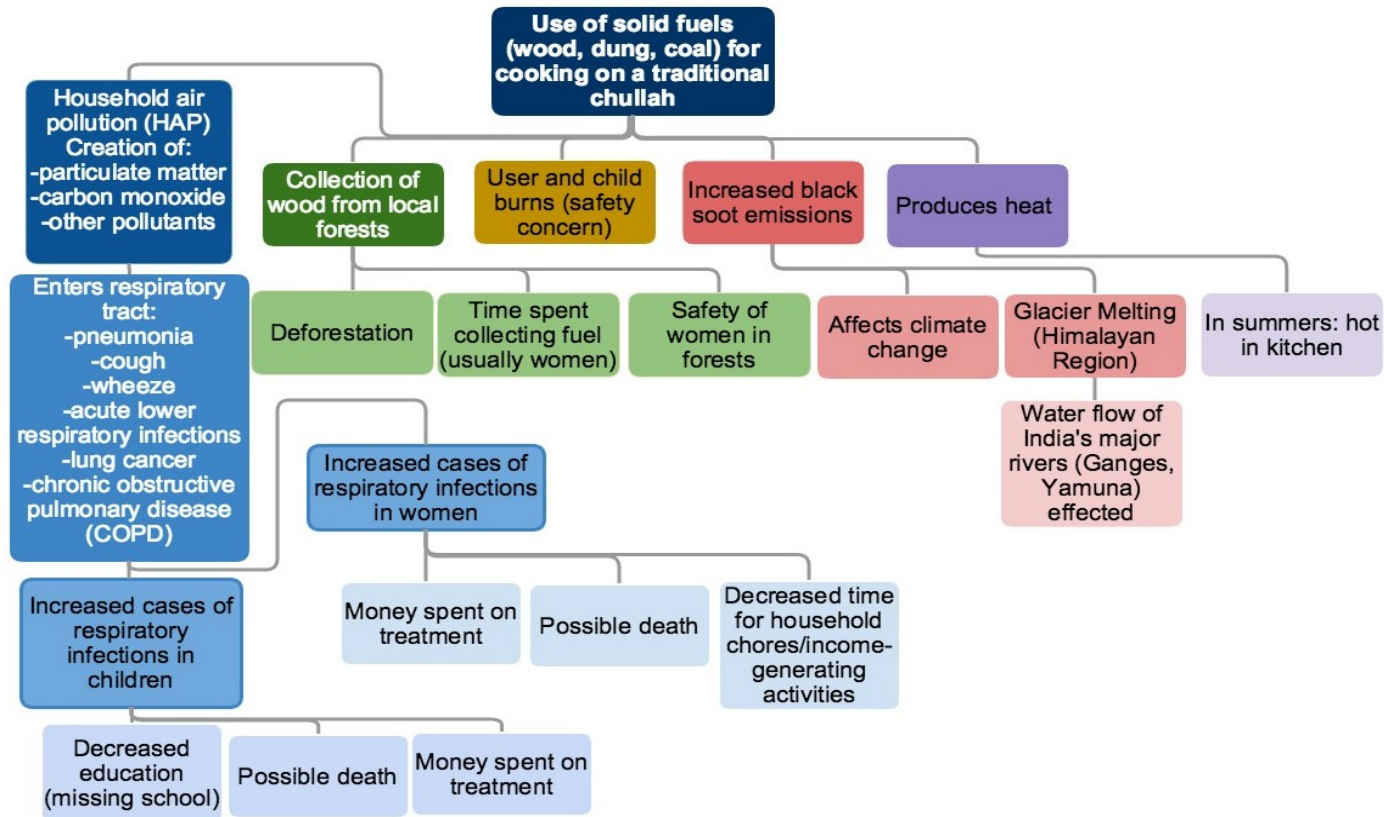 Use of solid fuels
(wood, dung, coal) for
cooking on a traditional
chullah
Household air
pollution (HAP)
Creation of:
-particulate matter
-carbon monoxide
-other pollutants
Collection of
wood from local
forests
User and child
burns (safety
concern)
Increased black
soot emissions
Produces heat
Enters respiratory
tract:
-pneumonia
-cough
-wheeze
-acute lower
respiratory infections
-lung cancer
-chronic obstructive
pulmonary disease
(COPD)
Deforestation
Time spent
collecting fuel
(usually women)
Safety of
women in
forests
Affects climate
change
Glacier Melting
(Himalayan
Region)
In summers: hot
in kitchen
Water flow of
India's major
rivers (Ganges,
Yamuna)
effected
Increased cases of
respiratory infections
in women
Increased cases of
respiratory
infections in
children
Money spent on
treatment
Possible death
Decreased time
for household
chores/income-
generating
activities
Decreased
education
(missing school)
Possible death
Money spent on
treatment